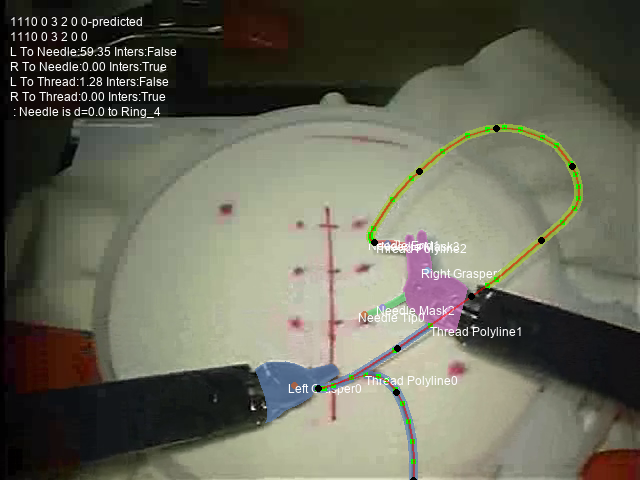 1110 0 3 2 0 0-predicted
1110 0 3 2 0 0
L To Needle:59.35 Inters:False
R To Needle:0.00 Inters:True
L To Thread:1.28 Inters:False
R To Thread:0.00 Inters:True
: Needle is d=0.0 to Ring_4
Thread Polyline2
Right Grasper
Needle Mask2
Needle Tip0
Thread Polyline1
Thread Polyline0
Left Grasper0